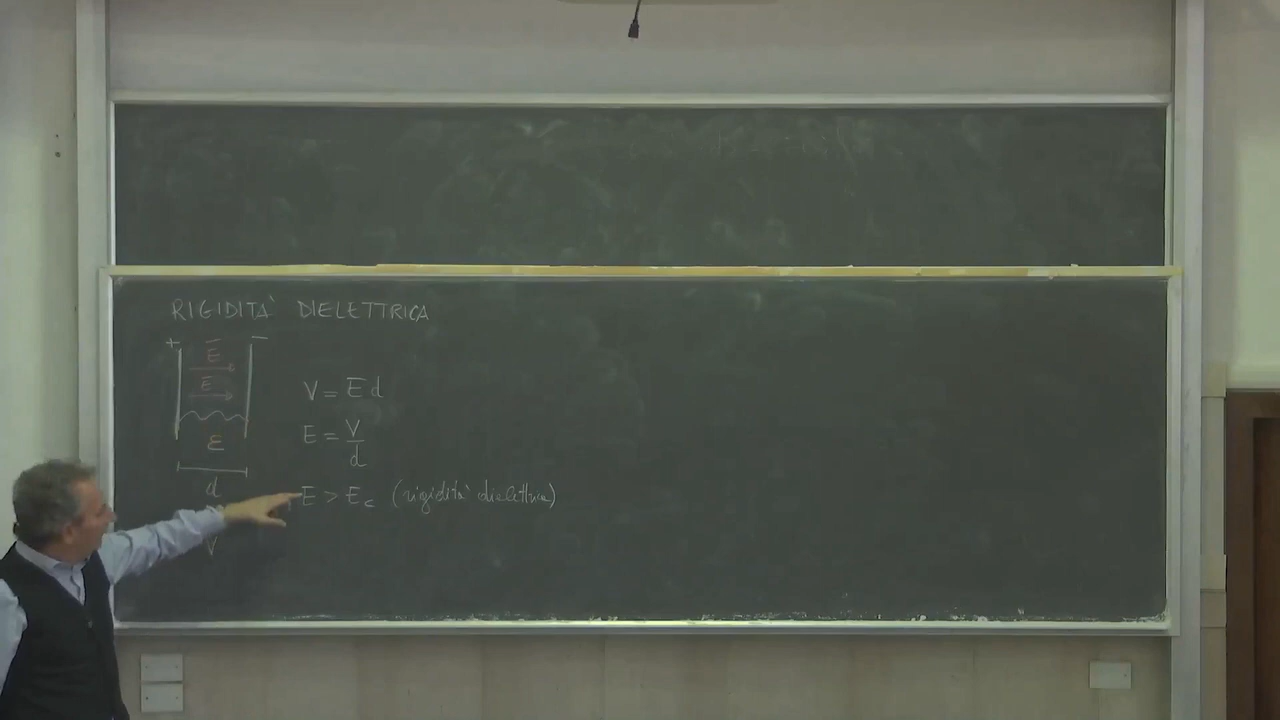 RIGIDITÀ DIELETTRICA
+ −
E
E
ε
d
V
V = E d
E = V/d
E > Ec (rigidità dielettrica)